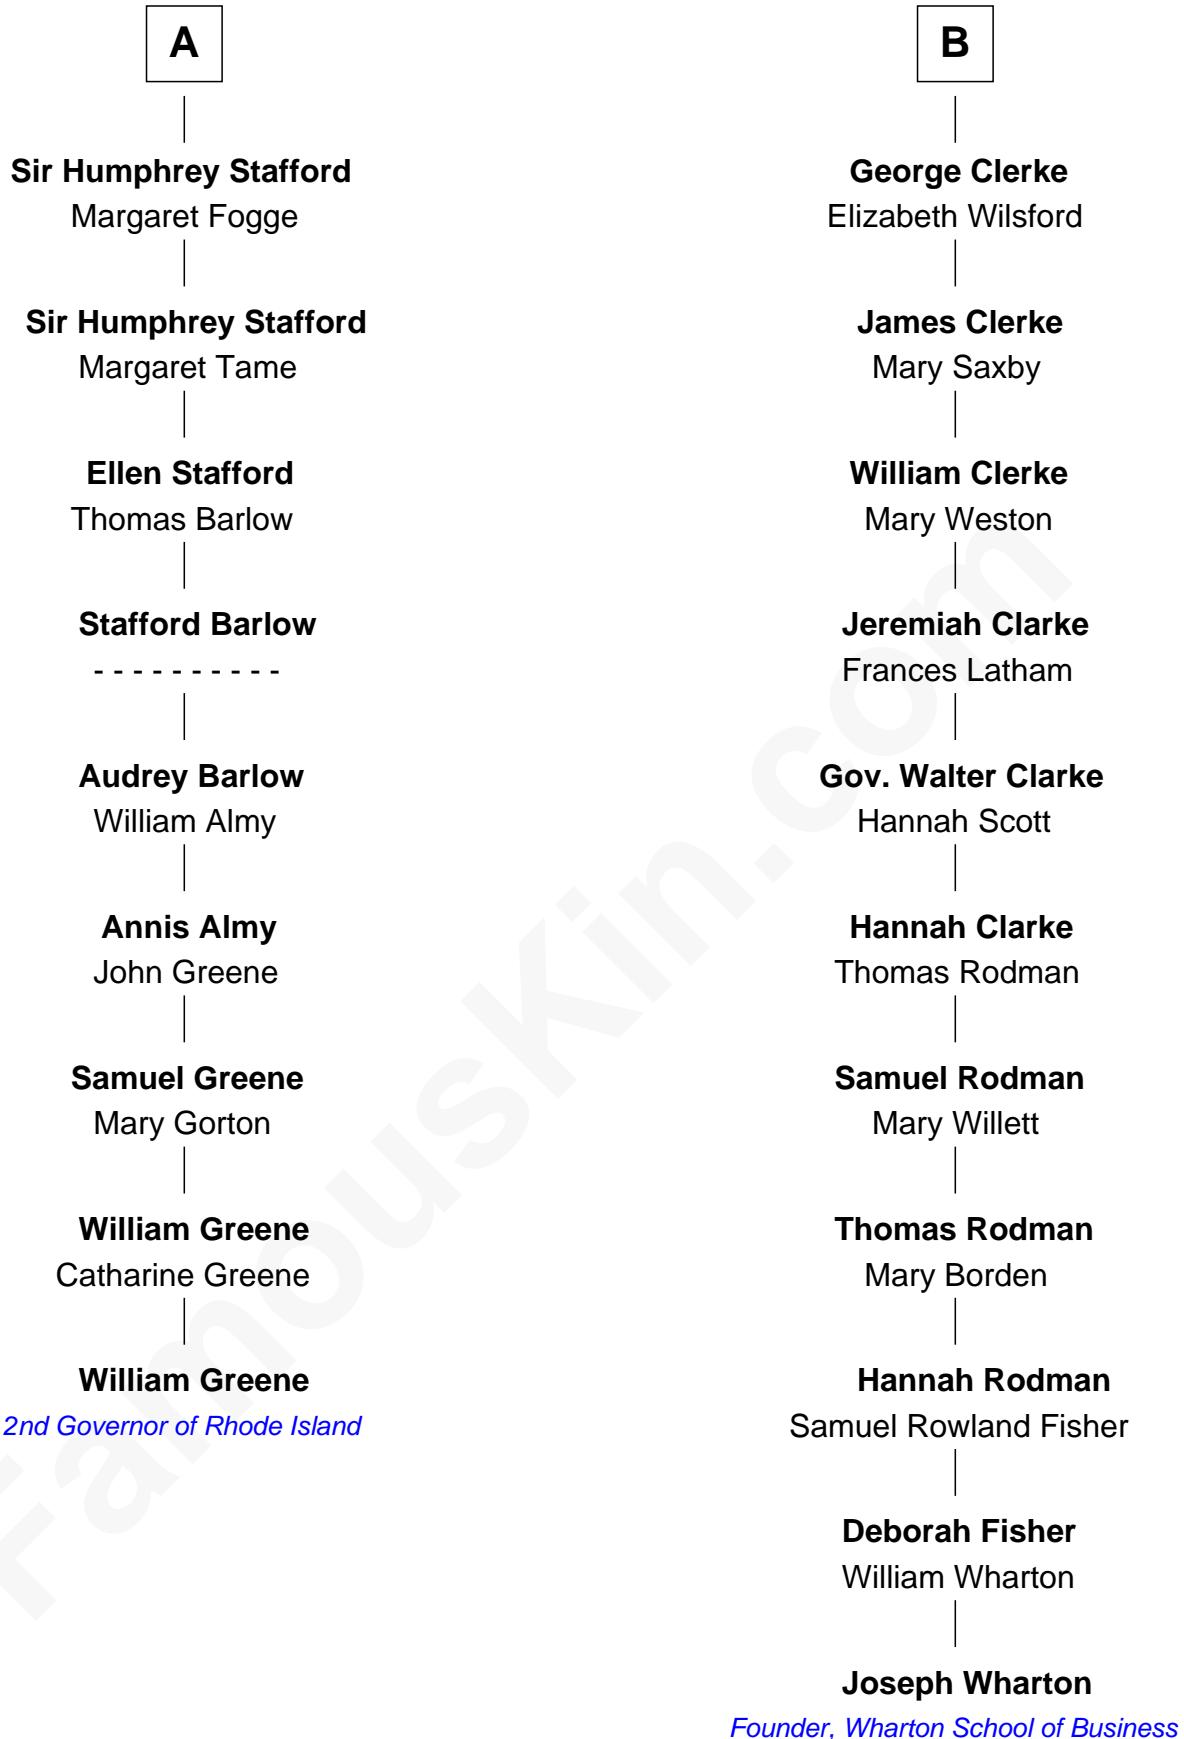 A
Sir Humphrey Stafford
Margaret Fogge
Sir Humphrey Stafford
Margaret Tame
Ellen Stafford
Thomas Barlow
Stafford Barlow
- - - - - - - - - -
Audrey Barlow
William Almy
Annis Almy
John Greene
Samuel Greene
Mary Gorton
William Greene
Catharine Greene
William Greene
2nd Governor of Rhode Island
B
George Clerke
Elizabeth Wilsford
James Clerke
Mary Saxby
William Clerke
Mary Weston
Jeremiah Clarke
Frances Latham
Gov. Walter Clarke
Hannah Scott
Hannah Clarke
Thomas Rodman
Samuel Rodman
Mary Willett
Thomas Rodman
Mary Borden
Hannah Rodman
Samuel Rowland Fisher
Deborah Fisher
William Wharton
Joseph Wharton
Founder, Wharton School of Business
FamousKin.com